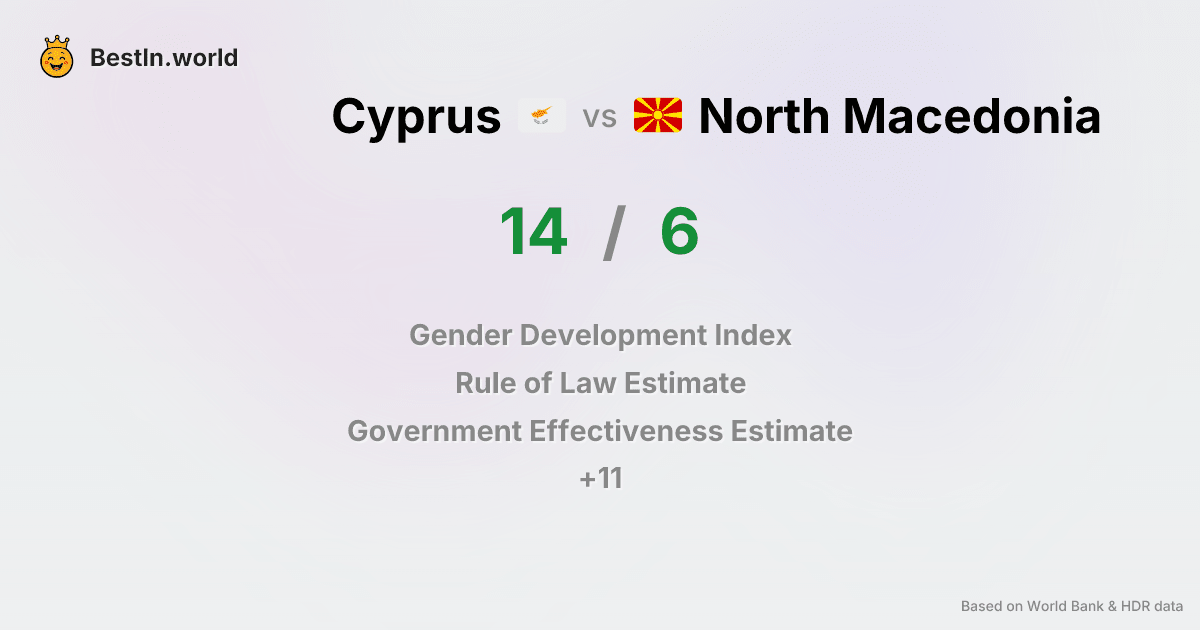 BestIn.world
Cyprus vs North Macedonia
14 / 6
Gender Development Index
Rule of Law Estimate
Government Effectiveness Estimate
+11
Based on World Bank & HDR data